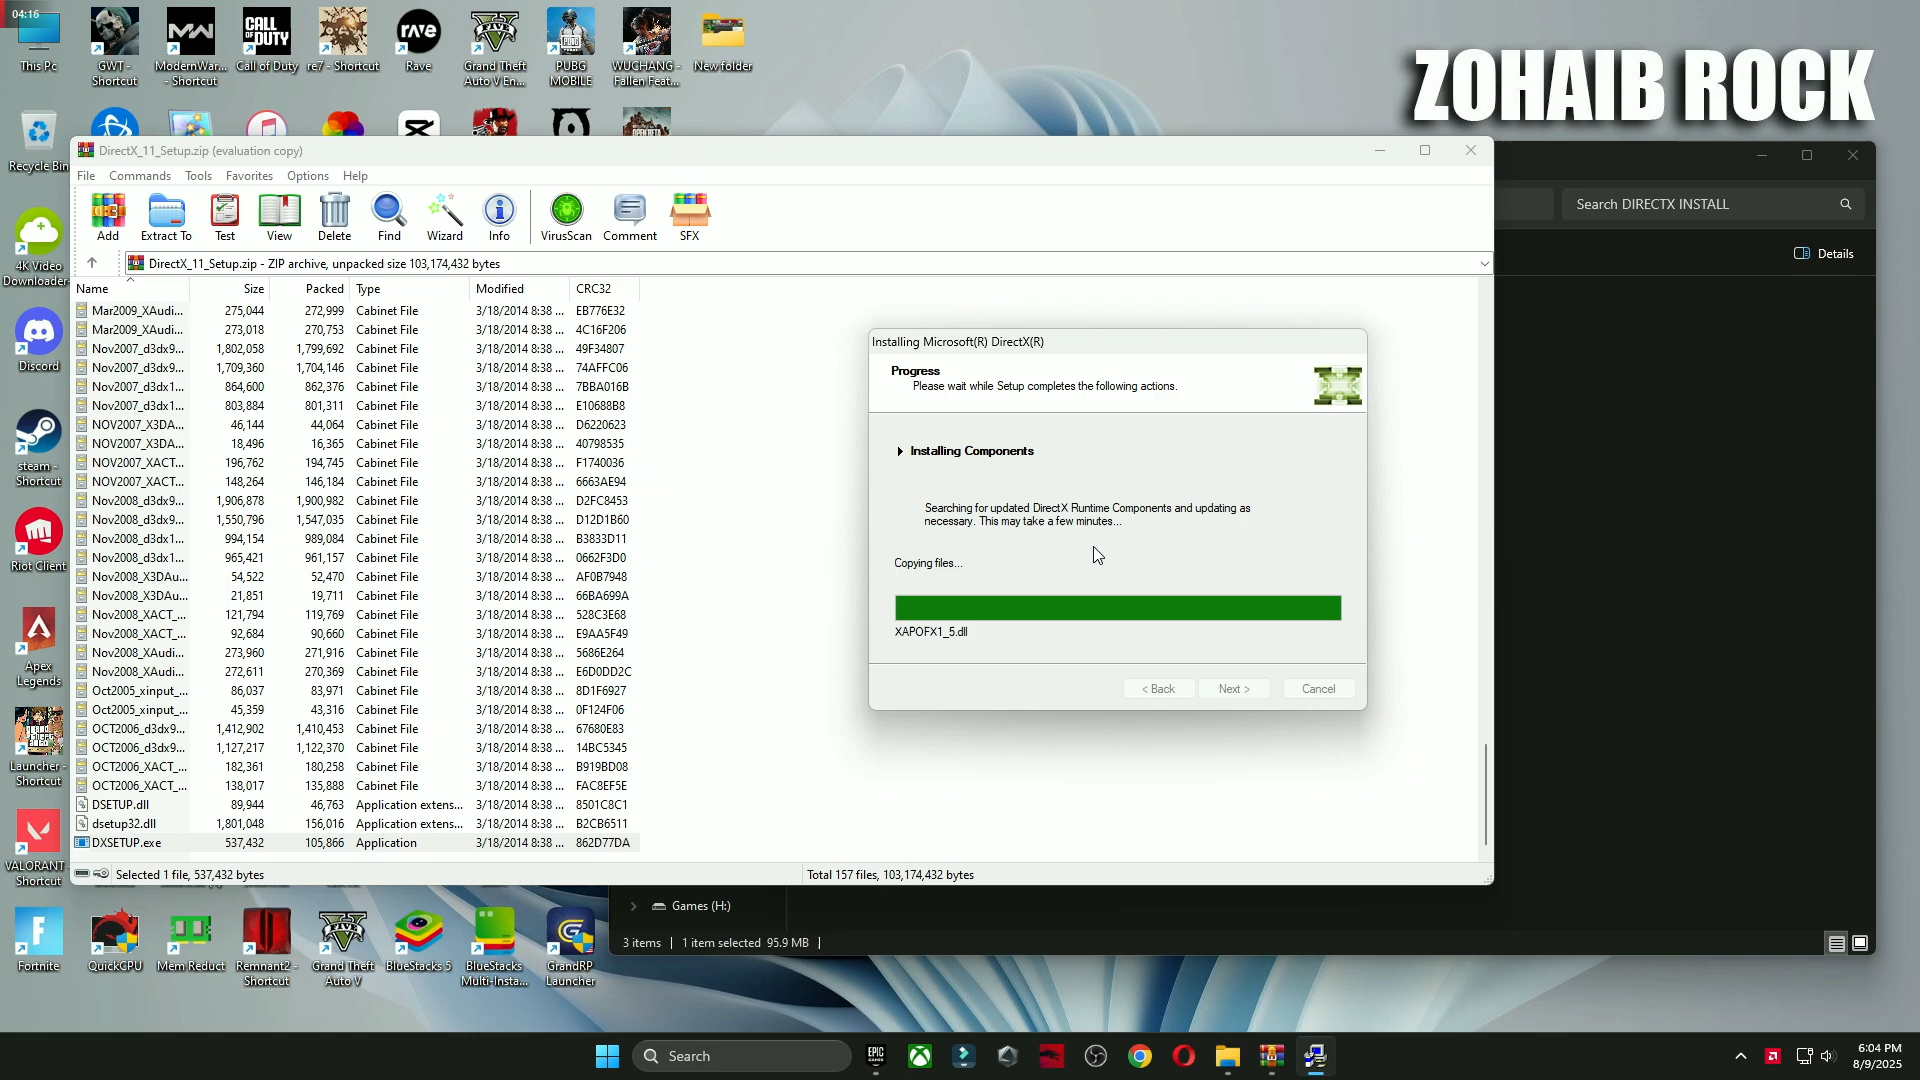 04:16
This Pc
GWT - Shortcut
ModernWar... - Shortcut
CALL OF DUTY
Call of Duty
re7 - Shortcut
rave
Rave
Grand Theft Auto V En...
PUBG MOBILE
WUCHANG - Fallen Feat...
New folder
ZOHAIB ROCK
Recycle Bin
4K Video Downloader
Discord
steam - Shortcut
Riot Client
Apex Legends
Launcher - Shortcut
VALORANT - Shortcut
DirectX_11_Setup.zip (evaluation copy)
File Commands Tools Favorites Options Help
Add Extract To Test View Delete Find Wizard Info VirusScan Comment SFX
DirectX_11_Setup.zip - ZIP archive, unpacked size 103,174,432 bytes
Name Size Packed Type Modified CRC32
Mar2009_XAudi... 275,044 272,999 Cabinet File 3/18/2014 8:38 ... EB776E32
Mar2009_XAudi... 273,018 270,753 Cabinet File 3/18/2014 8:38 ... 4C16F206
Nov2007_d3dx9... 1,802,058 1,799,692 Cabinet File 3/18/2014 8:38 ... 49F34807
Nov2007_d3dx9... 1,709,360 1,704,146 Cabinet File 3/18/2014 8:38 ... 74AFFC06
Nov2007_d3dx1... 864,600 862,376 Cabinet File 3/18/2014 8:38 ... 7BBA016B
Nov2007_d3dx1... 803,884 801,311 Cabinet File 3/18/2014 8:38 ... E10688B8
NOV2007_X3DA... 46,144 44,064 Cabinet File 3/18/2014 8:38 ... D6220623
NOV2007_X3DA... 18,496 16,365 Cabinet File 3/18/2014 8:38 ... 40798535
NOV2007_XACT... 196,762 194,745 Cabinet File 3/18/2014 8:38 ... F1740036
NOV2007_XACT... 148,264 146,184 Cabinet File 3/18/2014 8:38 ... 6663AE94
Nov2008_d3dx9... 1,906,878 1,900,982 Cabinet File 3/18/2014 8:38 ... D2FC8453
Nov2008_d3dx9... 1,550,796 1,547,035 Cabinet File 3/18/2014 8:38 ... D12D1B60
Nov2008_d3dx1... 994,154 989,084 Cabinet File 3/18/2014 8:38 ... B3833D11
Nov2008_d3dx1... 965,421 961,157 Cabinet File 3/18/2014 8:38 ... 0662F3D0
Nov2008_X3DAu... 54,522 52,470 Cabinet File 3/18/2014 8:38 ... AF0B7948
Nov2008_X3DAu... 21,851 19,711 Cabinet File 3/18/2014 8:38 ... 66BA699A
Nov2008_XACT_... 121,794 119,769 Cabinet File 3/18/2014 8:38 ... 528C3E68
Nov2008_XACT_... 92,684 90,660 Cabinet File 3/18/2014 8:38 ... E9AA5F49
Nov2008_XAudi... 273,960 271,916 Cabinet File 3/18/2014 8:38 ... 5686E264
Nov2008_XAudi... 272,611 270,369 Cabinet File 3/18/2014 8:38 ... E6D0DD2C
Oct2005_xinput_... 86,037 83,971 Cabinet File 3/18/2014 8:38 ... 8D1F6927
Oct2005_xinput_... 45,359 43,316 Cabinet File 3/18/2014 8:38 ... 0F124F06
OCT2006_d3dx9... 1,412,902 1,410,453 Cabinet File 3/18/2014 8:38 ... 67680E83
OCT2006_d3dx9... 1,127,217 1,122,370 Cabinet File 3/18/2014 8:38 ... 14BC5345
OCT2006_XACT_... 182,361 180,258 Cabinet File 3/18/2014 8:38 ... B919BD08
OCT2006_XACT_... 138,017 135,888 Cabinet File 3/18/2014 8:38 ... FAC8EF5E
DSETUP.dll 89,944 46,763 Application extens... 3/18/2014 8:38 ... 8501C8C1
dsetup32.dll 1,801,048 156,016 Application extens... 3/18/2014 8:38 ... B2CB6511
DXSETUP.exe 537,432 105,866 Application 3/18/2014 8:38 ... 862D77DA
Selected 1 file, 537,432 bytes
Total 157 files, 103,174,432 bytes
Installing Microsoft(R) DirectX(R)
Progress
Please wait while Setup completes the following actions.
Installing Components
Searching for updated DirectX Runtime Components and updating as
necessary. This may take a few minutes...
Copying files...
XAPOFX1_5.dll
< Back Next > Cancel
Search DIRECTX INSTALL
Details
Games (H:)
3 items 1 item selected 95.9 MB
Fortnite
QuickCPU
Mem Reduct
Remnant2 - Shortcut
Grand Theft Auto V
BlueStacks 5
BlueStacks Multi-Insta...
GrandRP Launcher
Search
EPIC GAMES
6:04 PM
8/9/2025